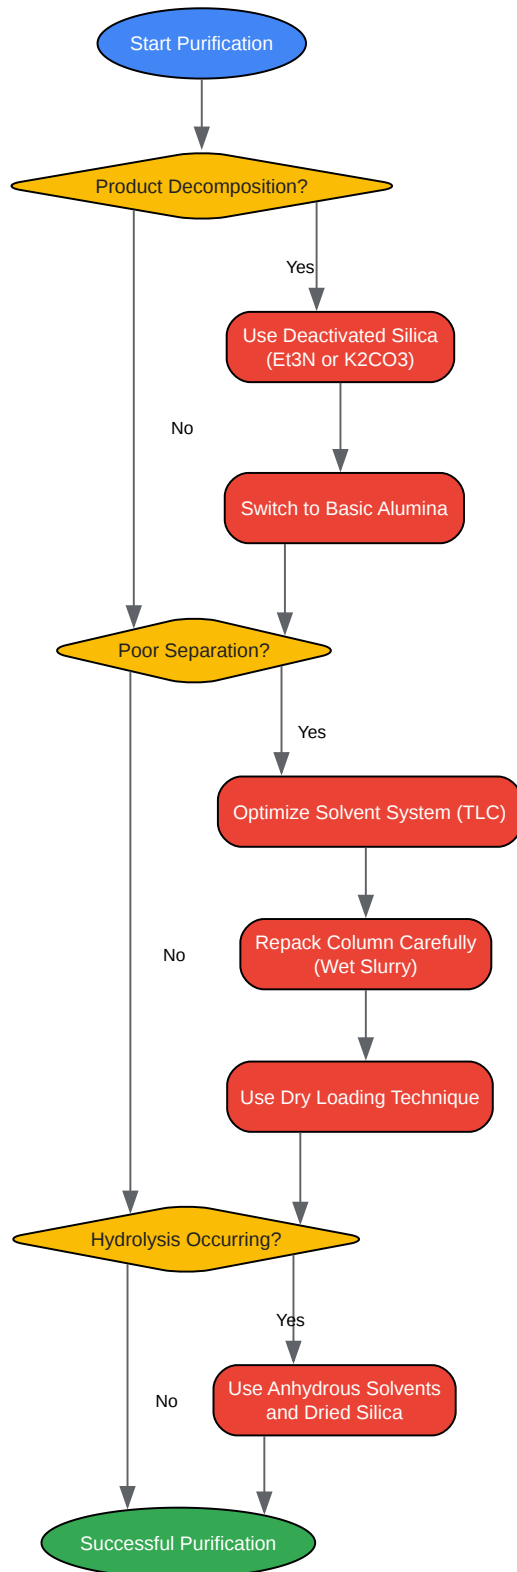 Start Purification
Product Decomposition?
Yes
Use Deactivated Silica
(Et3N or K2CO3)
No
Switch to Basic Alumina
Poor Separation?
Yes
Optimize Solvent System (TLC)
Repack Column Carefully
No
(Wet Slurry)
Use Dry Loading Technique
Hydrolysis Occurring?
Yes
Use Anhydrous Solvents
No
and Dried Silica
Successful Purification